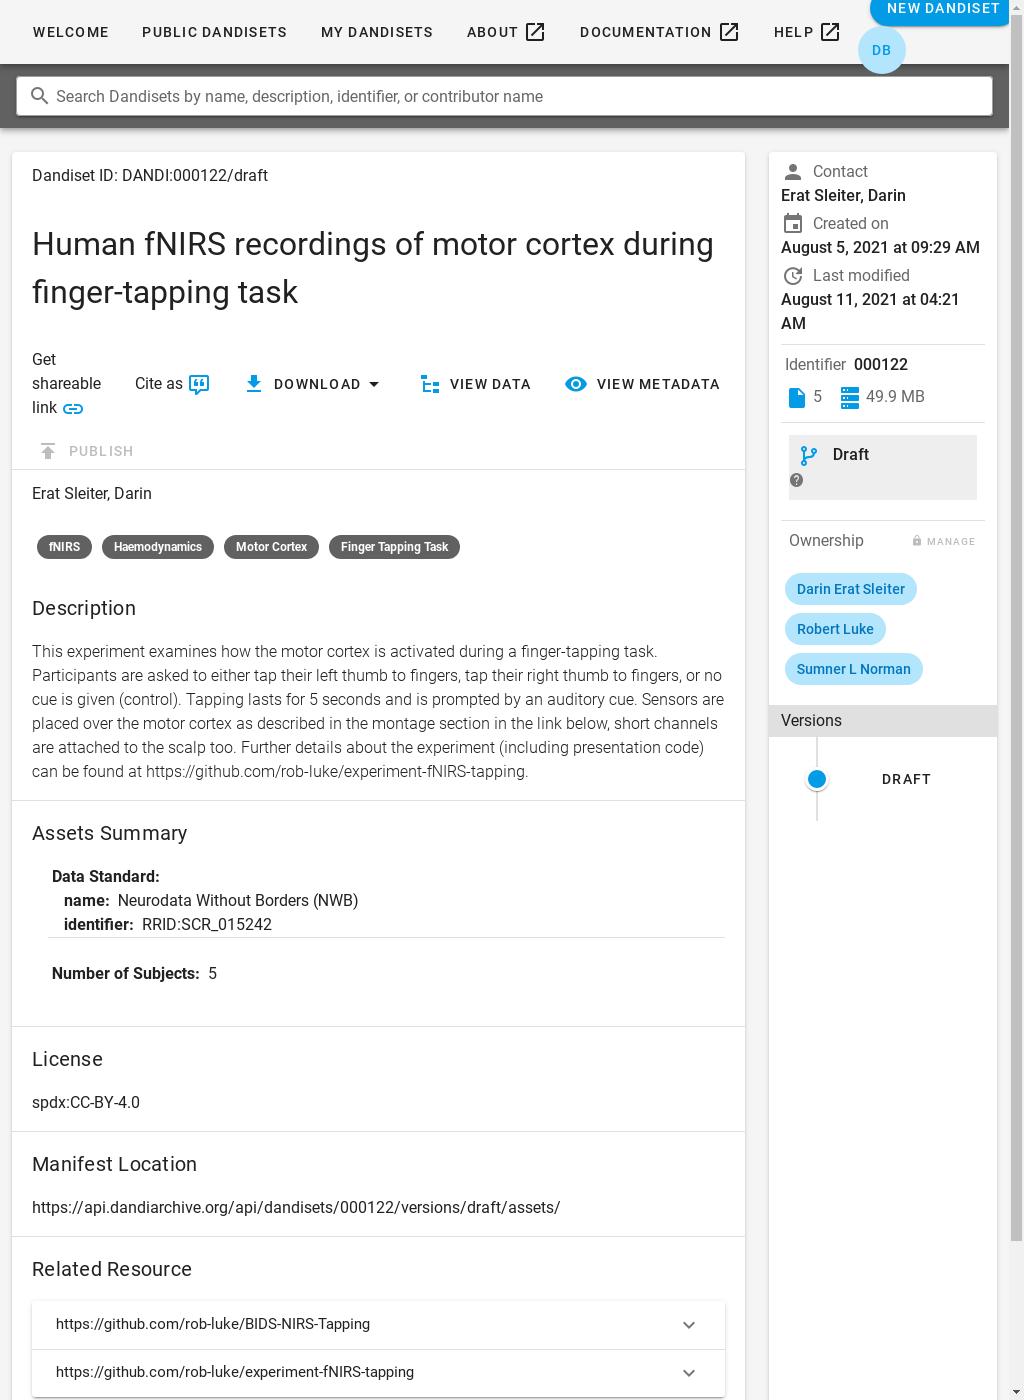 WELCOME
PUBLIC DANDISETS
MY DANDISETS
ABOUT
DOCUMENTATION
HELP
NEW DANDISET
DB
Search Dandisets by name, description, identifier, or contributor name
Dandiset ID: DANDI:000122/draft
Human fNIRS recordings of motor cortex during
finger-tapping task
Get
shareable
link
Cite as
DOWNLOAD
VIEW DATA
VIEW METADATA
PUBLISH
Erat Sleiter, Darin
fNIRS
Haemodynamics
Motor Cortex
Finger Tapping Task
Description
This experiment examines how the motor cortex is activated during a finger-tapping task.
Participants are asked to either tap their left thumb to fingers, tap their right thumb to fingers, or no
cue is given (control). Tapping lasts for 5 seconds and is prompted by an auditory cue. Sensors are
placed over the motor cortex as described in the montage section in the link below, short channels
are attached to the scalp too. Further details about the experiment (including presentation code)
can be found at https://github.com/rob-luke/experiment-fNIRS-tapping.
Assets Summary
Data Standard:
name: Neurodata Without Borders (NWB)
identifier: RRID:SCR_015242
Number of Subjects: 5
License
spdx:CC-BY-4.0
Manifest Location
https://api.dandiarchive.org/api/dandisets/000122/versions/draft/assets/
Related Resource
https://github.com/rob-luke/BIDS-NIRS-Tapping
https://github.com/rob-luke/experiment-fNIRS-tapping
Contact
Erat Sleiter, Darin
Created on
August 5, 2021 at 09:29 AM
Last modified
August 11, 2021 at 04:21
AM
Identifier 000122
5
49.9 MB
Draft
Ownership
MANAGE
Darin Erat Sleiter
Robert Luke
Sumner L Norman
Versions
DRAFT